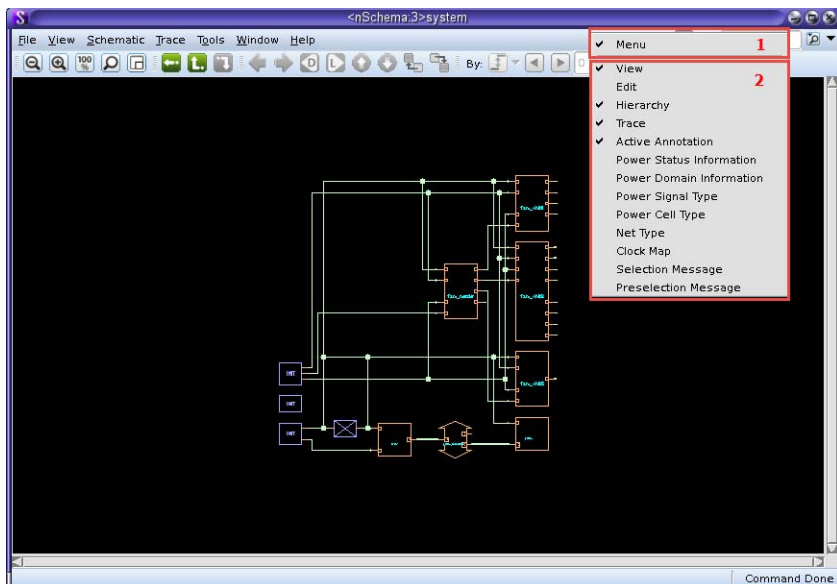 <nSchema:3>system
File View Schematic Trace Tools Window Help
100%
By:
Menu 1
View 2
Edit
Hierarchy
Trace
Active Annotation
Power Status Information
Power Domain Information
Power Signal Type
Power Cell Type
Net Type
Clock Map
Selection Message
Preselection Message
Command Done